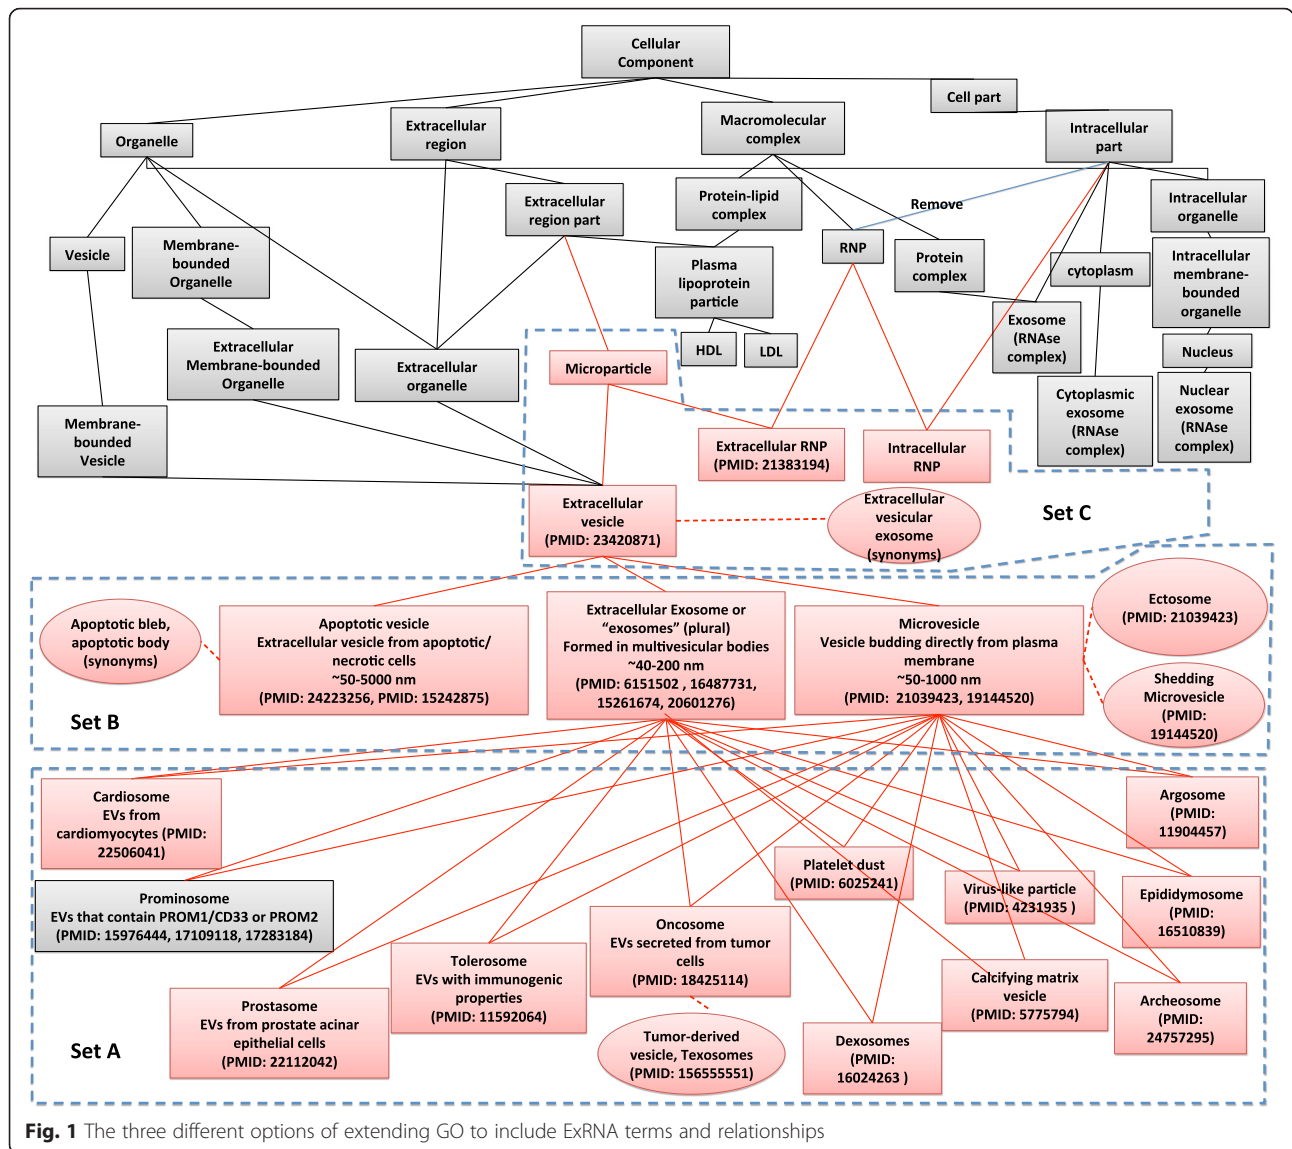 Cellular
Component
Cell part
Organelle
Extracellular
region
Macromolecular
complex
Intracellular
part
Extracellular
region part
Protein-lipid
complex
Remove
Intracellular
organelle
Vesicle
Membrane-
bounded
Organelle
Plasma
lipoprotein
particle
RNP
Protein
complex
cytoplasm
Intracellular
membrane-
bounded
organelle
Extracellular
Membrane-bounded
Organelle
Extracellular
organelle
Microparticle
HDL
LDL
Exosome
(RNAse
complex)
Nucleus
Membrane-
bounded
Vesicle
Extracellular RNP
(PMID: 21383194)
Intracellular
RNP
Cytoplasmic
exosome
(RNAse
complex)
Nuclear
exosome
(RNAse
complex)
Extracellular
vesicle
(PMID: 23420871)
Extracellular
vesicular
exosome
(synonyms)
Set C
Apoptotic bleb,
apoptotic body
(synonyms)
Apoptotic vesicle
Extracellular vesicle from apoptotic/
necrotic cells
~50-5000 nm
(PMID: 24223256, PMID: 15242875)
Extracellular Exosome or
“exosomes” (plural)
Formed in multivesicular bodies
~40-200 nm
(PMID: 6151502 , 16487731,
15261674, 20601276)
Microvesicle
Vesicle budding directly from plasma
membrane
~50-1000 nm
(PMID: 21039423, 19144520)
Ectosome
(PMID: 21039423)
Shedding
Microvesicle
(PMID:
19144520)
Set B
Cardiosome
EVs from
cardiomyocytes (PMID:
22506041)
Argosome
(PMID:
11904457)
Prominosome
EVs that contain PROM1/CD33 or PROM2
(PMID: 15976444, 17109118, 17283184)
Platelet dust
(PMID: 6025241)
Virus-like particle
(PMID: 4231935 )
Epididymosome
(PMID:
16510839)
Oncosome
EVs secreted from tumor
cells
(PMID: 18425114)
Tolerosome
EVs with immunogenic
properties
(PMID: 11592064)
Calcifying matrix
vesicle
(PMID: 5775794)
Archeosome
(PMID:
24757295)
Prostasome
EVs from prostate acinar
epithelial cells
(PMID: 22112042)
Tumor-derived
vesicle, Texosomes
(PMID: 156555551)
Dexosomes
(PMID:
16024263 )
Set A
Fig. 1 The three different options of extending GO to include ExRNA terms and relationships